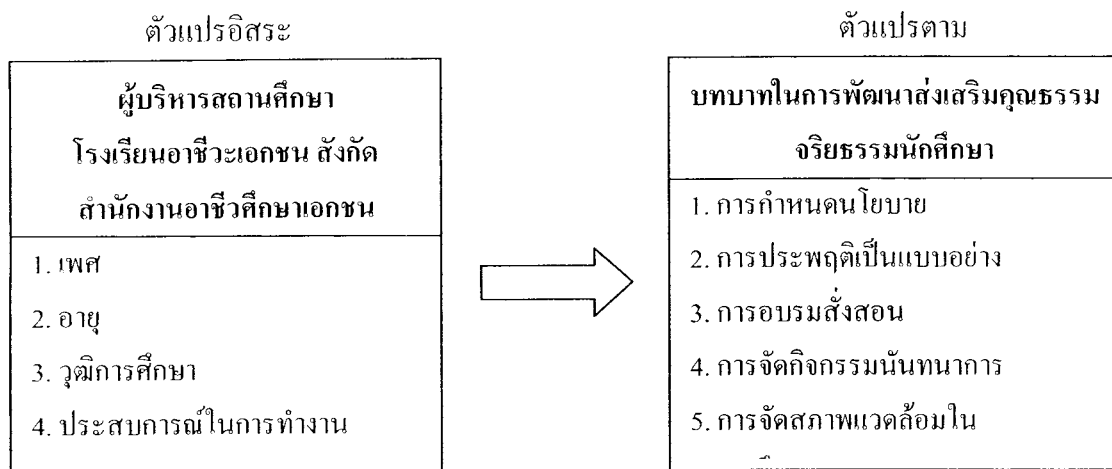 ตัวแปรอิสระ
ผู้บริหารสถานศึกษา
โรงเรียนอาชีวะเอกชน สังกัด
สำนักงานอาชีวศึกษาเอกชน
1. เพศ
2. อายุ
3. วุฒิการศึกษา
4. ประสบการณ์ในการทำงาน
ตัวแปรตาม
บทบาทในการพัฒนาส่งเสริมคุณธรรม
จริยธรรมนักศึกษา
1. การกำหนดนโยบาย
2. การประพฤติเป็นแบบอย่าง
3. การอบรมสั่งสอน
4. การจัดกิจกรรมนันทนาการ
5. การจัดสภาพแวดล้อมใน